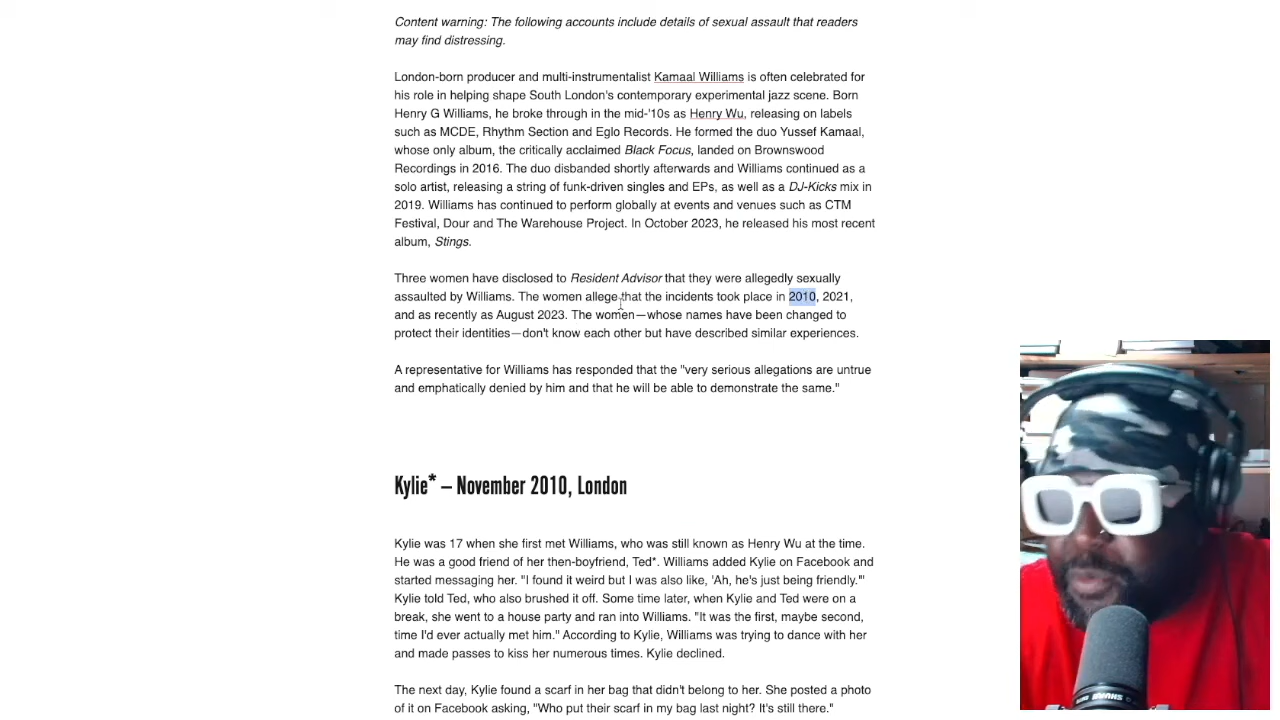 Content warning: The following accounts include details of sexual assault that readers
may find distressing.
London-born producer and multi-instrumentalist Kamaal Williams is often celebrated for
his role in helping shape South London's contemporary experimental jazz scene. Born
Henry G Williams, he broke through in the mid-'10s as Henry Wu, releasing on labels
such as MCDE, Rhythm Section and Eglo Records. He formed the duo Yussef Kamaal,
whose only album, the critically acclaimed Black Focus, landed on Brownswood
Recordings in 2016. The duo disbanded shortly afterwards and Williams continued as a
solo artist, releasing a string of funk-driven singles and EPs, as well as a DJ-Kicks mix in
2019. Williams has continued to perform globally at events and venues such as CTM
Festival, Dour and The Warehouse Project. In October 2023, he released his most recent
album, Stings.
Three women have disclosed to Resident Advisor that they were allegedly sexually
assaulted by Williams. The women allege that the incidents took place in 2010, 2021,
and as recently as August 2023. The women—whose names have been changed to
protect their identities—don't know each other but have described similar experiences.
A representative for Williams has responded that the "very serious allegations are untrue
and emphatically denied by him and that he will be able to demonstrate the same."
Kylie* – November 2010, London
Kylie was 17 when she first met Williams, who was still known as Henry Wu at the time.
He was a good friend of her then-boyfriend, Ted*. Williams added Kylie on Facebook and
started messaging her. "I found it weird but I was also like, 'Ah, he's just being friendly.'"
Kylie told Ted, who also brushed it off. Some time later, when Kylie and Ted were on a
break, she went to a house party and ran into Williams. "It was the first, maybe second,
time I'd ever actually met him." According to Kylie, Williams was trying to dance with her
and made passes to kiss her numerous times. Kylie declined.
The next day, Kylie found a scarf in her bag that didn't belong to her. She posted a photo
of it on Facebook asking, "Who put their scarf in my bag last night? It's still there."
SHURE